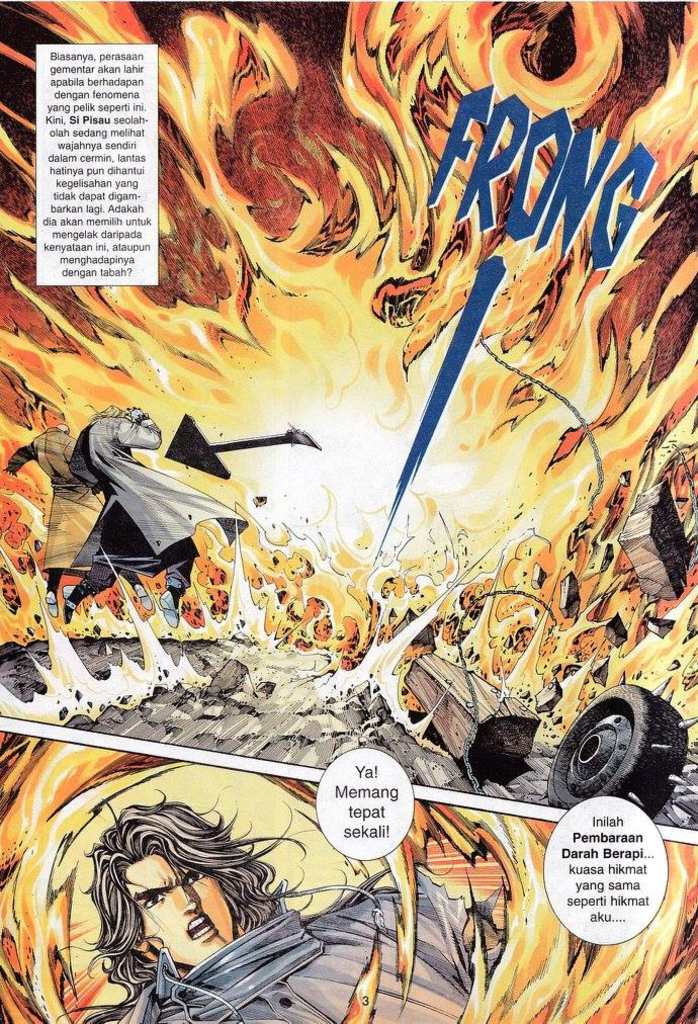 Biasanya, perasaan
gementar akan lahir
apabila berhadapan
dengan fenomena
yang pelik seperti ini.
Kini, Si Pisau seolah-
olah sedang melihat
wajahnya sendiri
dalam cermin, lantas
hatinya pun dihantui
kegelisahan yang
tidak dapat digam-
barkan lagi. Adakah
dia akan memilih untuk
mengelak daripada
kenyataan ini, ataupun
menghadapinya
dengan tabah?
FRONG!
Ya!
Memang
tepat
sekali!
Inilah
Pembaraan
Darah Berapi...
kuasa hikmat
yang sama
seperti hikmat
aku....
3